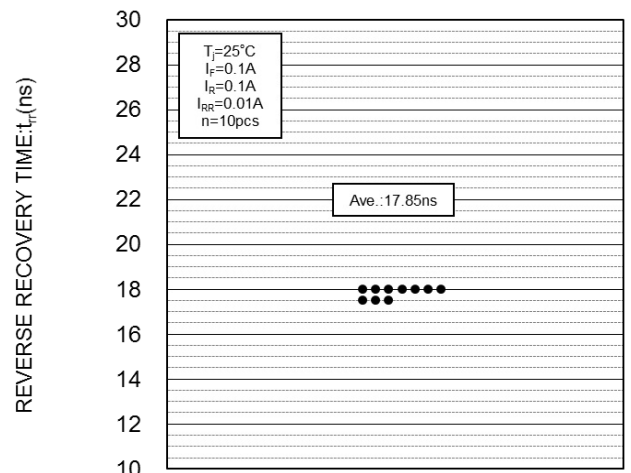 REVERSE RECOVERY TIME:trr(ns)
30
28
26
24
22
20
18
16
14
12
10
Tj=25°C
IF=0.1A
IR=0.1A
IRR=0.01A
n=10pcs
Ave.:17.85ns